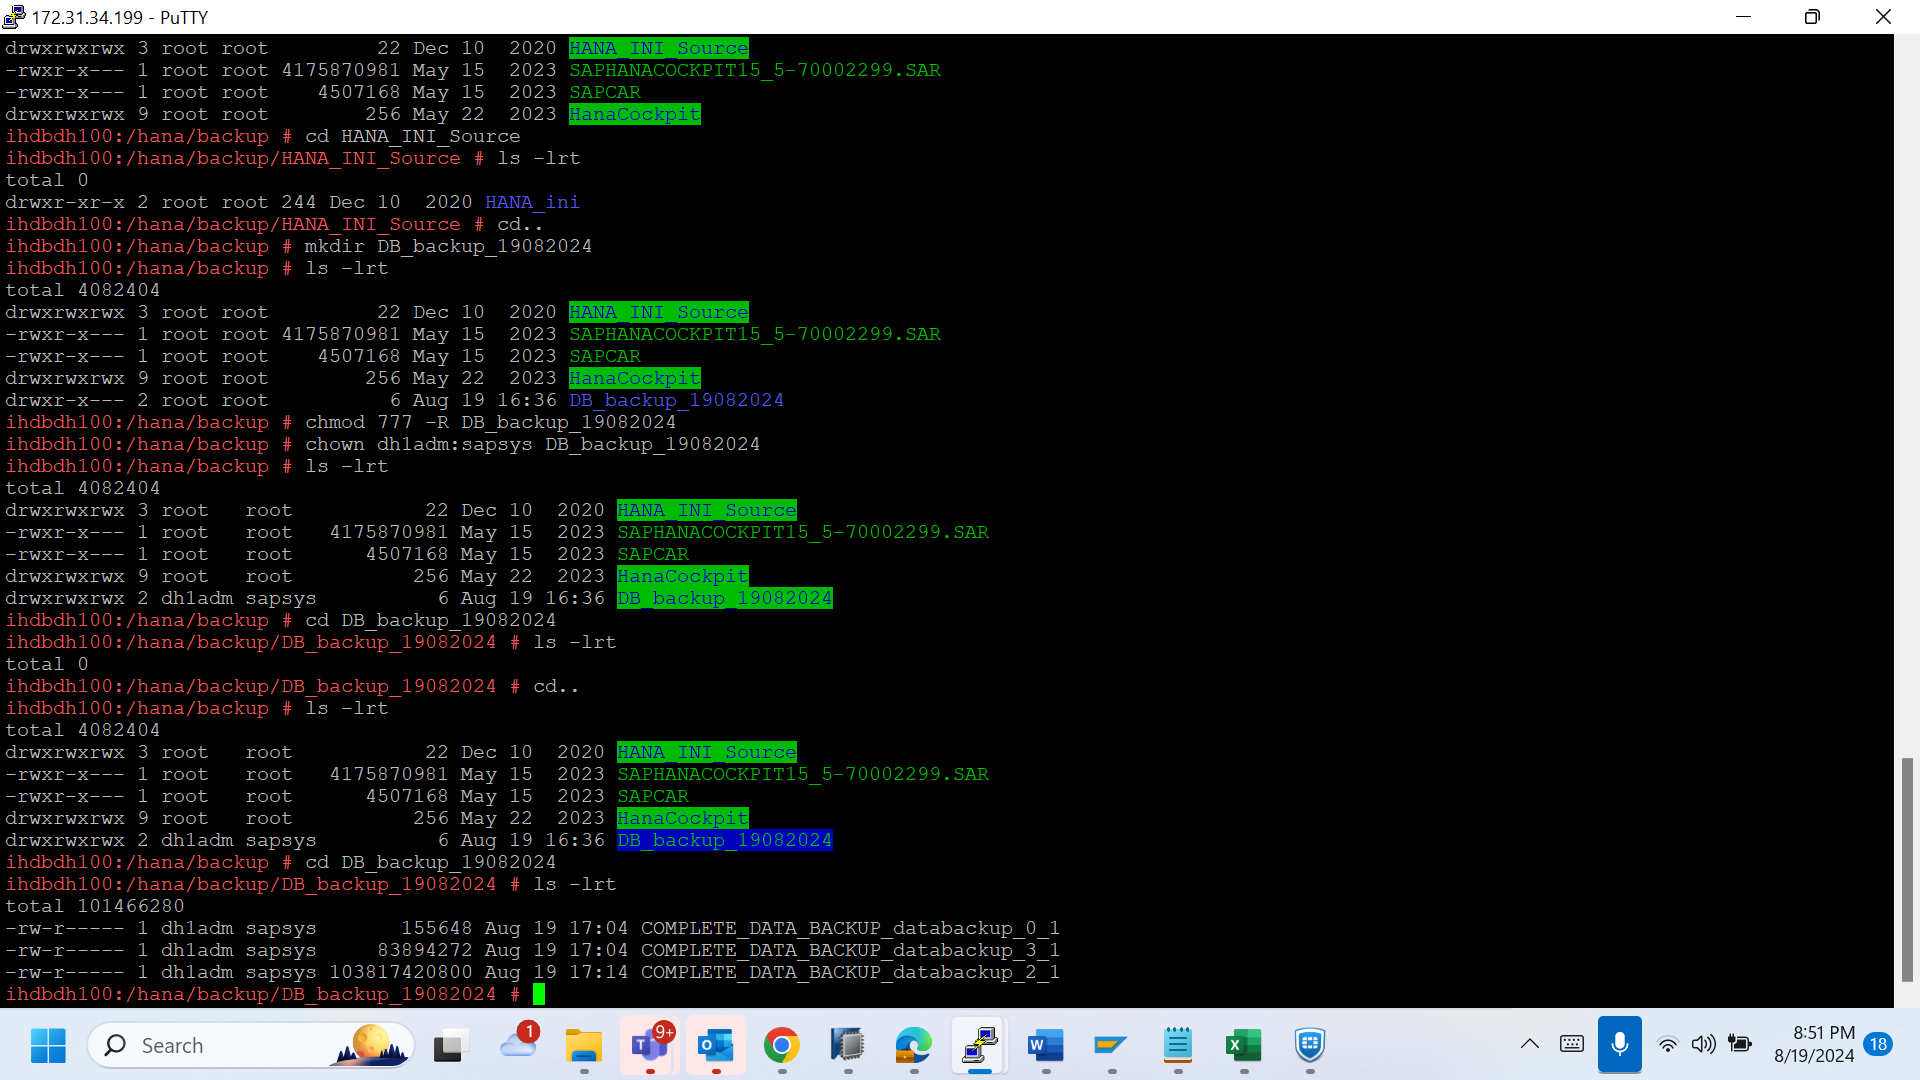 172.31.34.199 - PuTTY
drwxrwxrwx 3 root root         22 Dec 10  2020 HANA_INI_Source
-rwxr-x--- 1 root root 4175870981 May 15  2023 SAPHANACOCKPIT15_5-70002299.SAR
-rwxr-x--- 1 root root    4507168 May 15  2023 SAPCAR
drwxrwxrwx 9 root root        256 May 22  2023 HanaCockpit
ihdbdh100:/hana/backup # cd HANA_INI_Source
ihdbdh100:/hana/backup/HANA_INI_Source # ls -lrt
total 0
drwxr-xr-x 2 root root 244 Dec 10  2020 HANA_ini
ihdbdh100:/hana/backup/HANA_INI_Source # cd..
ihdbdh100:/hana/backup # mkdir DB_backup_19082024
ihdbdh100:/hana/backup # ls -lrt
total 4082404
drwxrwxrwx 3 root root         22 Dec 10  2020 HANA_INI_Source
-rwxr-x--- 1 root root 4175870981 May 15  2023 SAPHANACOCKPIT15_5-70002299.SAR
-rwxr-x--- 1 root root    4507168 May 15  2023 SAPCAR
drwxrwxrwx 9 root root        256 May 22  2023 HanaCockpit
drwxr-x--- 2 root root          6 Aug 19 16:36 DB_backup_19082024
ihdbdh100:/hana/backup # chmod 777 -R DB_backup_19082024
ihdbdh100:/hana/backup # chown dh1adm:sapsys DB_backup_19082024
ihdbdh100:/hana/backup # ls -lrt
total 4082404
drwxrwxrwx 3 root   root           22 Dec 10  2020 HANA_INI_Source
-rwxr-x--- 1 root   root   4175870981 May 15  2023 SAPHANACOCKPIT15_5-70002299.SAR
-rwxr-x--- 1 root   root      4507168 May 15  2023 SAPCAR
drwxrwxrwx 9 root   root          256 May 22  2023 HanaCockpit
drwxrwxrwx 2 dh1adm sapsys          6 Aug 19 16:36 DB_backup_19082024
ihdbdh100:/hana/backup # cd DB_backup_19082024
ihdbdh100:/hana/backup/DB_backup_19082024 # ls -lrt
total 0
ihdbdh100:/hana/backup/DB_backup_19082024 # cd..
ihdbdh100:/hana/backup # ls -lrt
total 4082404
drwxrwxrwx 3 root   root           22 Dec 10  2020 HANA_INI_Source
-rwxr-x--- 1 root   root   4175870981 May 15  2023 SAPHANACOCKPIT15_5-70002299.SAR
-rwxr-x--- 1 root   root      4507168 May 15  2023 SAPCAR
drwxrwxrwx 9 root   root          256 May 22  2023 HanaCockpit
drwxrwxrwx 2 dh1adm sapsys          6 Aug 19 16:36 DB_backup_19082024
ihdbdh100:/hana/backup # cd DB_backup_19082024
ihdbdh100:/hana/backup/DB_backup_19082024 # ls -lrt
total 101466280
-rw-r----- 1 dh1adm sapsys       155648 Aug 19 17:04 COMPLETE_DATA_BACKUP_databackup_0_1
-rw-r----- 1 dh1adm sapsys     83894272 Aug 19 17:04 COMPLETE_DATA_BACKUP_databackup_3_1
-rw-r----- 1 dh1adm sapsys 103817420800 Aug 19 17:14 COMPLETE_DATA_BACKUP_databackup_2_1
ihdbdh100:/hana/backup/DB_backup_19082024 #
Search
1
9+
8:51 PM
8/19/2024
18